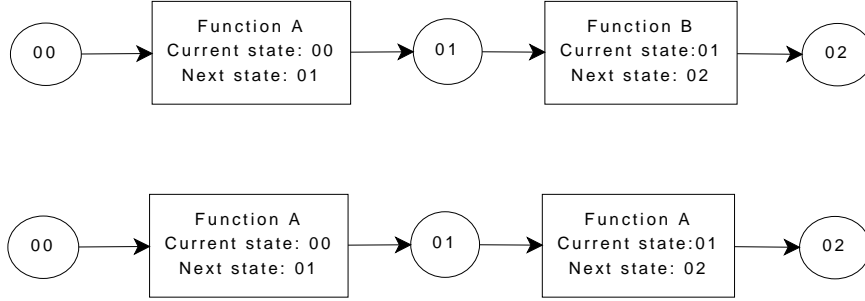 00
Function A
Current state: 00
Next state: 01
01
Function B
Current state:01
Next state: 02
02
00
Function A
Current state: 00
Next state: 01
01
Function A
Current state:01
Next state: 02
02